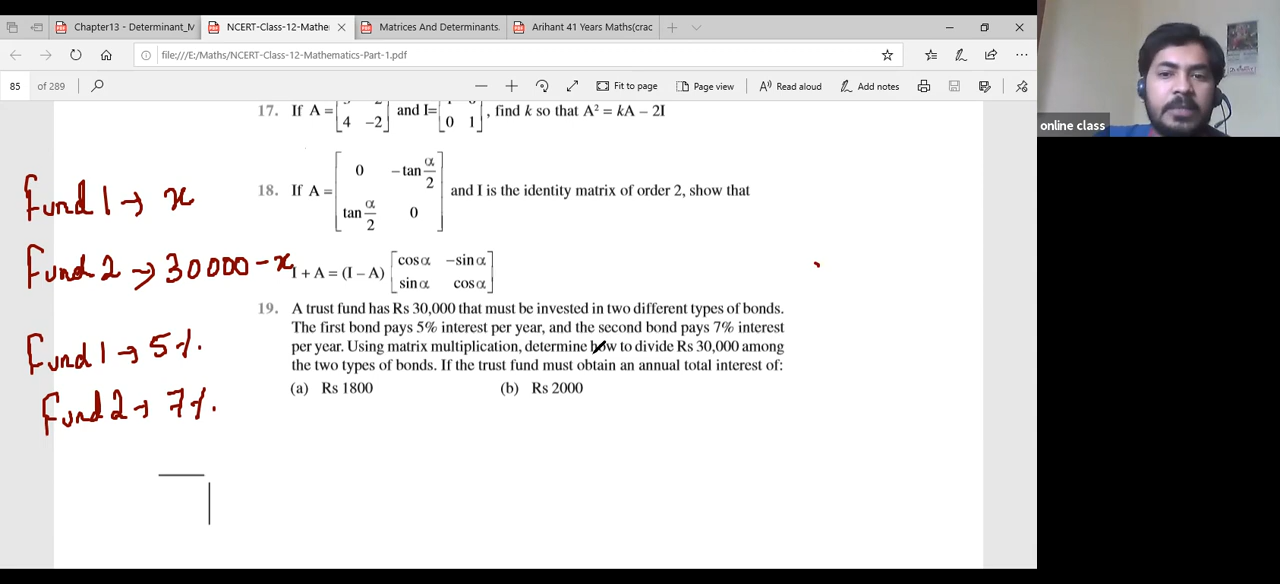 Chapter13 - Determinant_M
NCERT-Class-12-Mathe
Matrices And Determinants.
Arihant 41 Years Maths(crac
file:///E:/Maths/NCERT-Class-12-Mathematics-Part-1.pdf
85 of 289
Fit to page
Page view
Read aloud
Add notes
online class
17. If A = [ 4 −2 ] and I= [ 0 1 ], find k so that A² = kA − 2I
Fund 1 → x
18. If A = [ 0 −tan α/2
tan α/2 0 ] and I is the identity matrix of order 2, show that
Fund 2 → 30000 - x
I + A = (I − A) [ cos α −sin α
sin α cos α ]
19. A trust fund has Rs 30,000 that must be invested in two different types of bonds.
The first bond pays 5% interest per year, and the second bond pays 7% interest
per year. Using matrix multiplication, determine how to divide Rs 30,000 among
the two types of bonds. If the trust fund must obtain an annual total interest of:
(a) Rs 1800 (b) Rs 2000
Fund 1 → 5%.
Fund 2 → 7%.